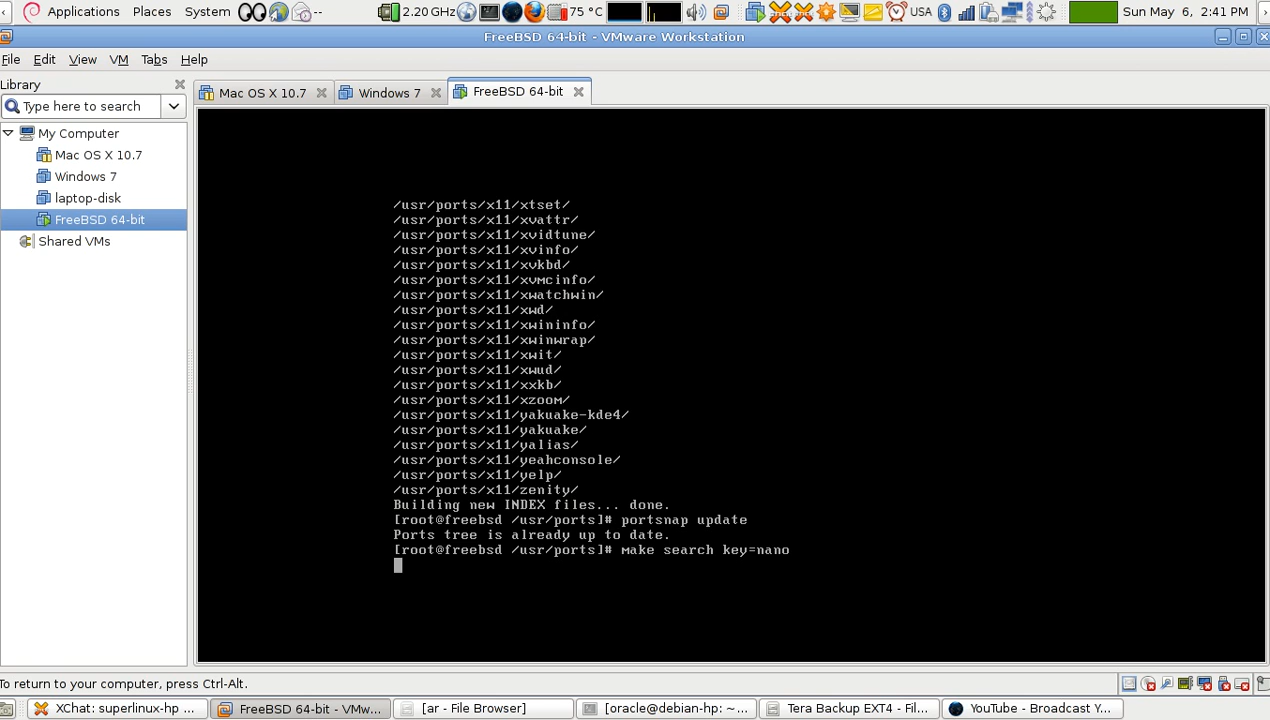 Applications Places System 2.20 GHz -- 75 °C USA Sun May 6, 2:41 PM
FreeBSD 64-bit - VMware Workstation
File Edit View VM Tabs Help
Library
Mac OS X 10.7 Windows 7 FreeBSD 64-bit
Type here to search
My Computer
Mac OS X 10.7
Windows 7
laptop-disk
FreeBSD 64-bit
Shared VMs
/usr/ports/x11/xtset/
/usr/ports/x11/xvattr/
/usr/ports/x11/xvidtune/
/usr/ports/x11/xvinfo/
/usr/ports/x11/xvkbd/
/usr/ports/x11/xvmcinfo/
/usr/ports/x11/xwatchwin/
/usr/ports/x11/xwd/
/usr/ports/x11/xwininfo/
/usr/ports/x11/xwinwrap/
/usr/ports/x11/xwit/
/usr/ports/x11/xwud/
/usr/ports/x11/xxkb/
/usr/ports/x11/xzoom/
/usr/ports/x11/yakuake-kde4/
/usr/ports/x11/yakuake/
/usr/ports/x11/yalias/
/usr/ports/x11/yeahconsole/
/usr/ports/x11/yelp/
/usr/ports/x11/zenity/
Building new INDEX files... done.
[root@freebsd /usr/ports]# portsnap update
Ports tree is already up to date.
[root@freebsd /usr/ports]# make search key=nano
To return to your computer, press Ctrl-Alt.
XChat: superlinux-hp ... FreeBSD 64-bit - VMw... [ar - File Browser] [oracle@debian-hp: ~... Tera Backup EXT4 - Fil... YouTube - Broadcast Y...